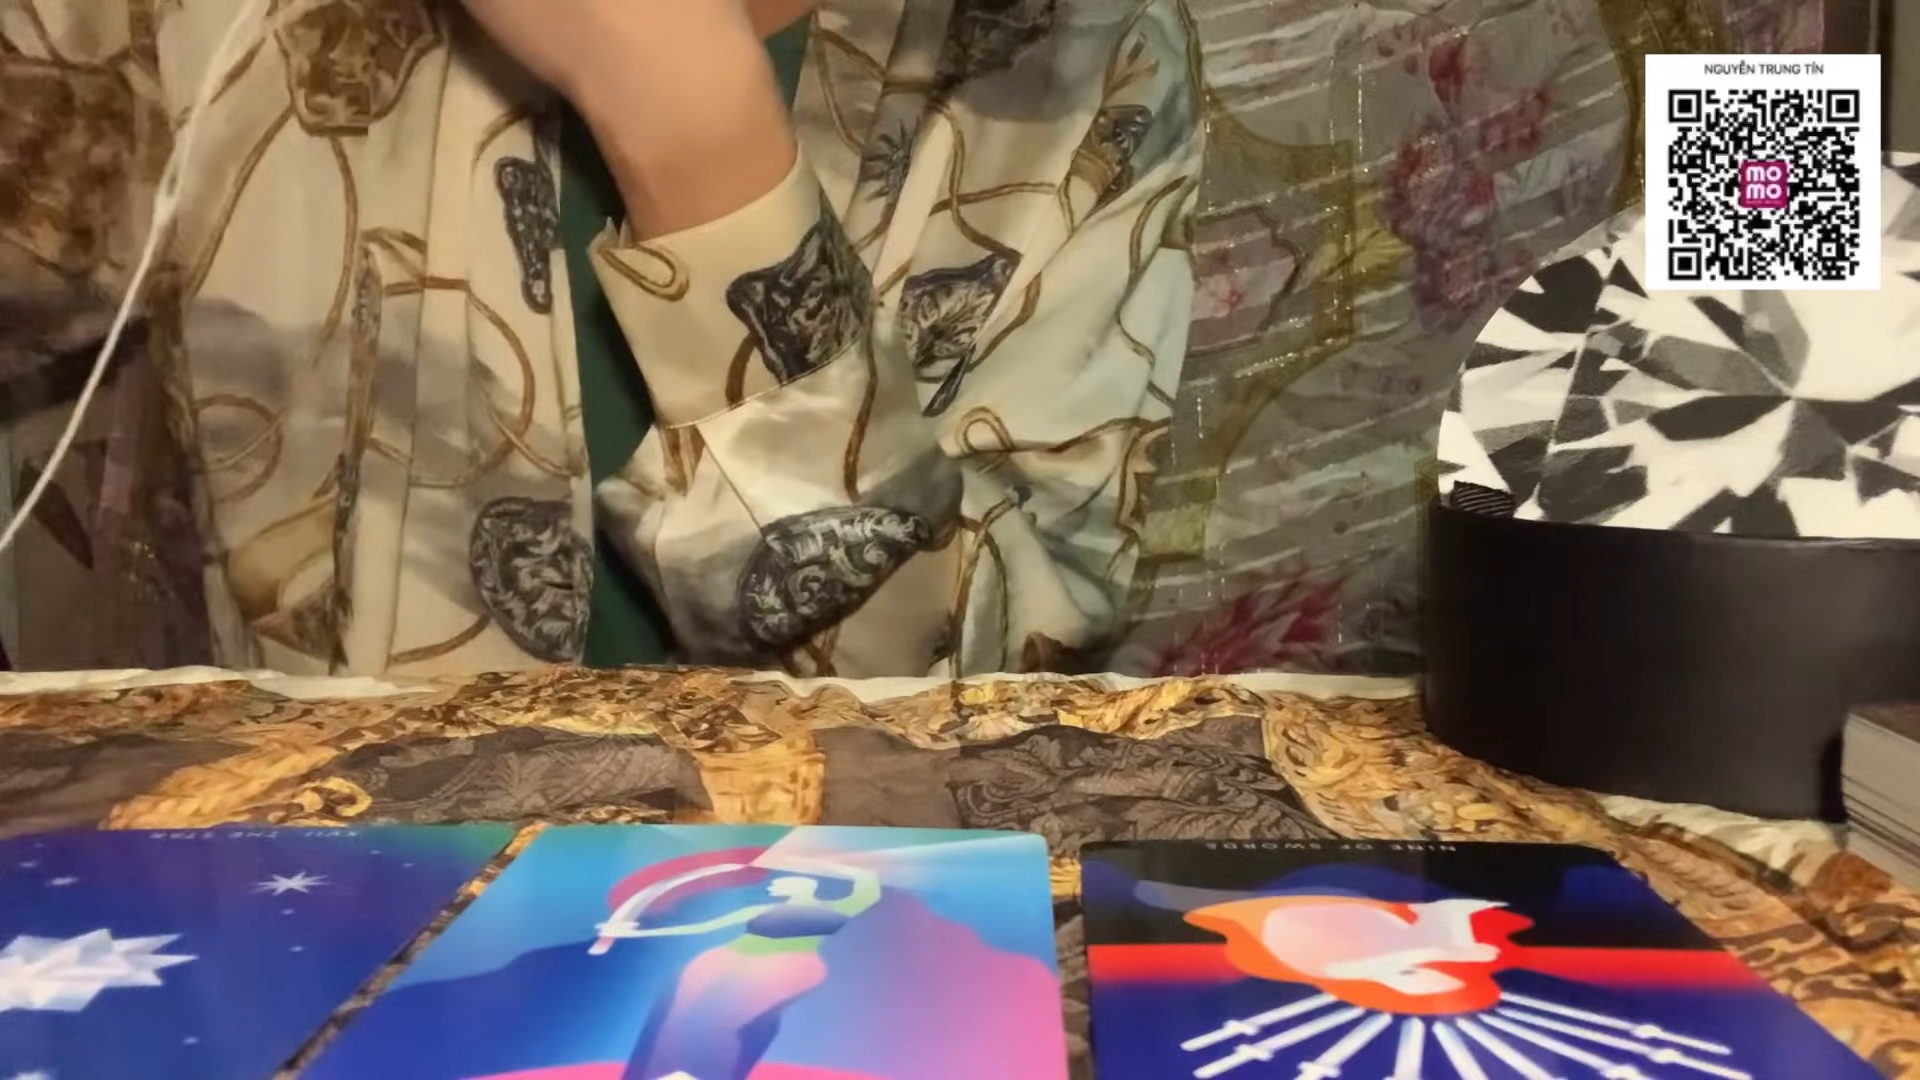 NGUYỄN TRUNG TÍN
mo
mo
XVII THE STAR
NINE OF SWORDS